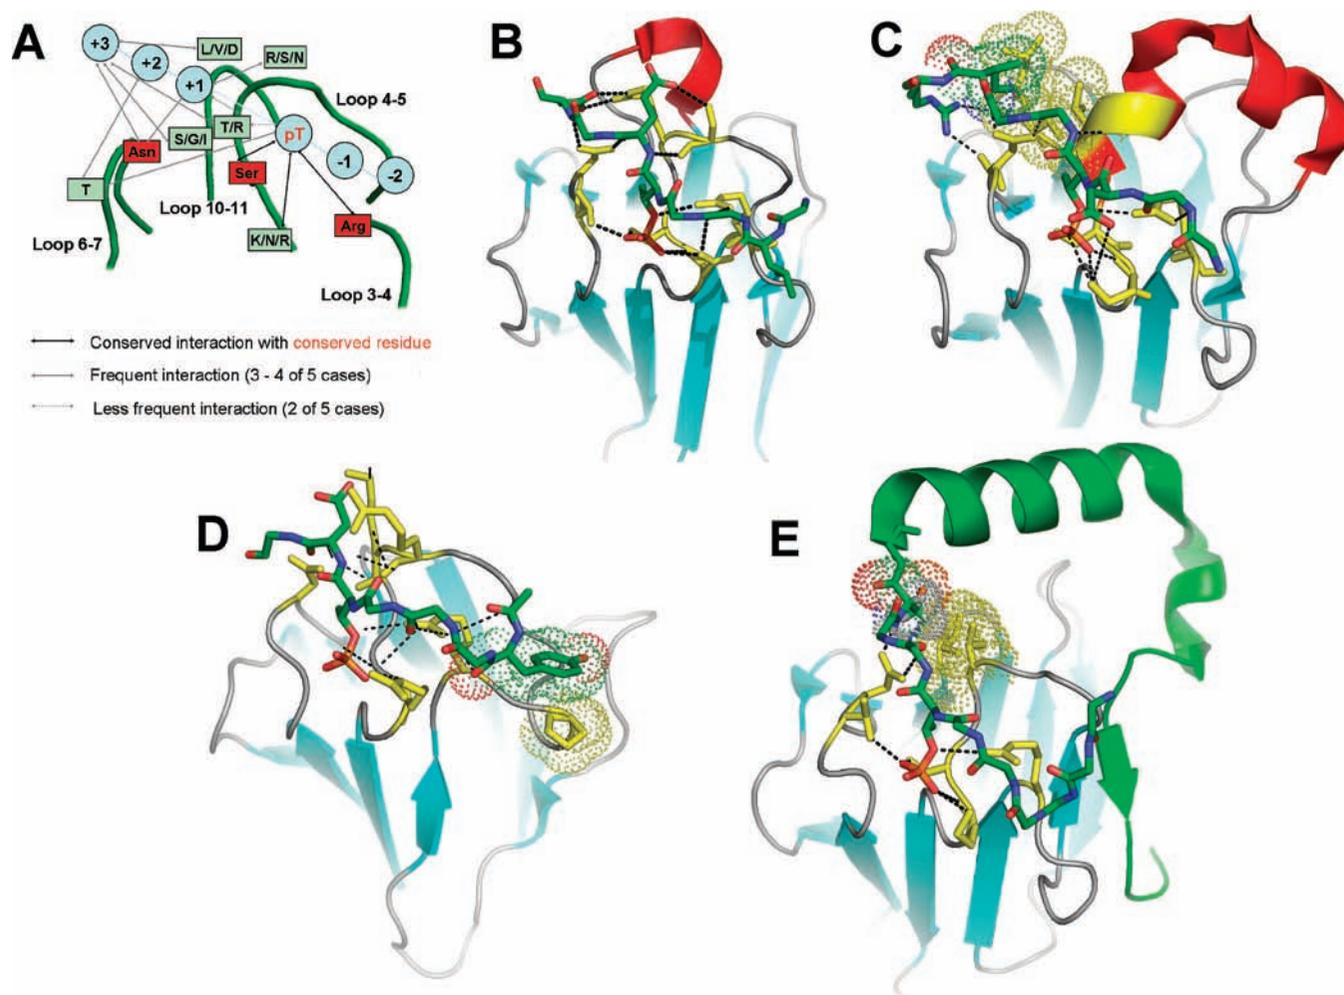 A
+3
+2
+1
L/V/D
R/S/N
Loop 4-5
T/R
pT
S/G/I
Asn
-1
-2
Ser
T
Loop 10-11
Arg
K/N/R
Loop 6-7
Loop 3-4
Conserved interaction with conserved residue
Frequent interaction (3 - 4 of 5 cases)
Less frequent interaction (2 of 5 cases)
B
C
D
E